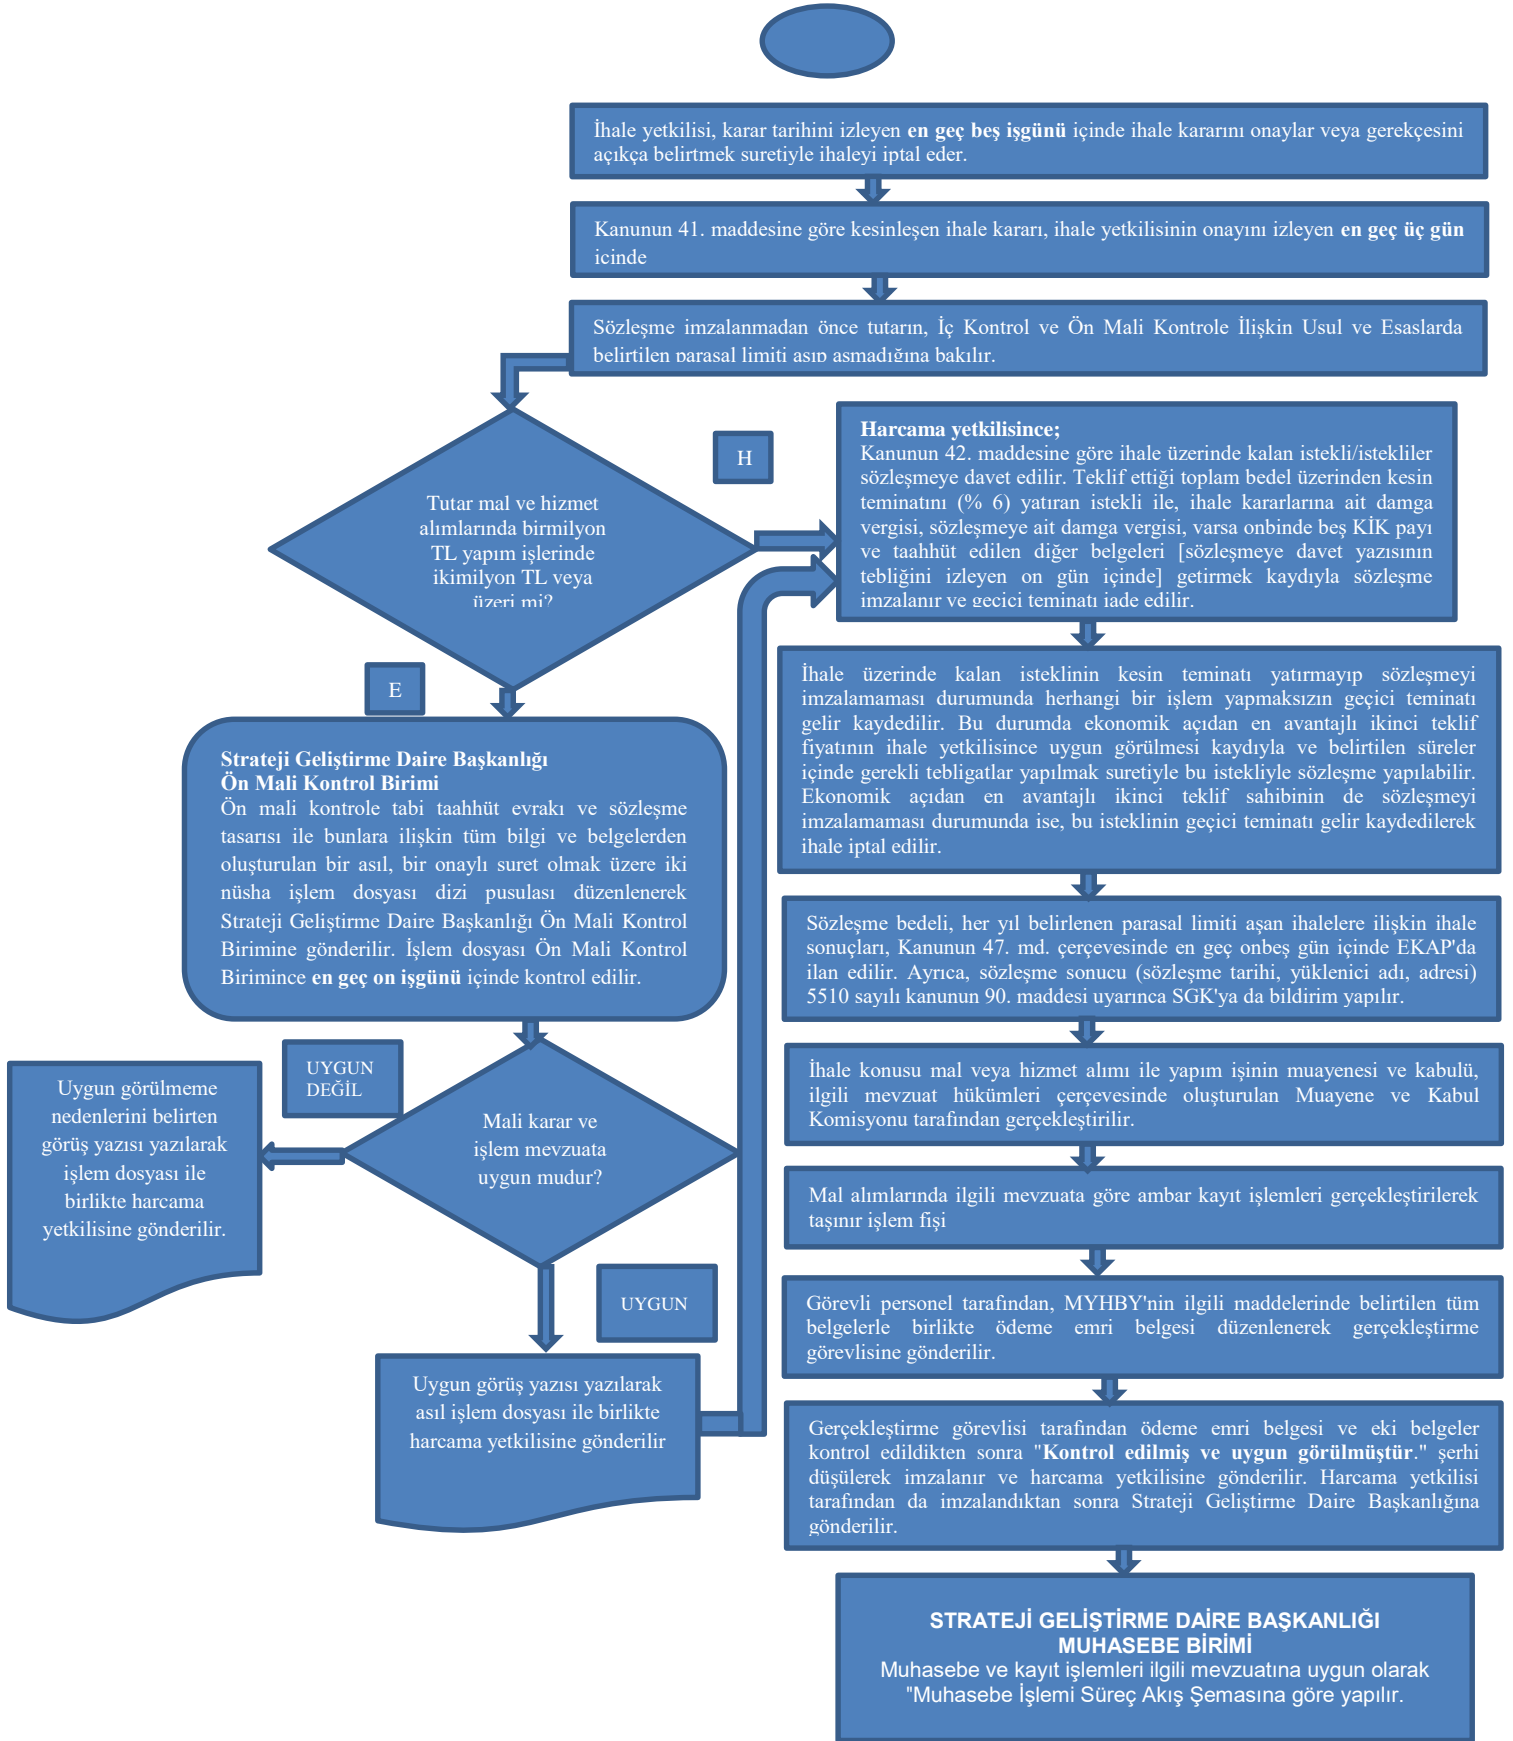 İhale yetkilisi, karar tarihini izleyen en geç beş işgünü içinde ihale kararını onaylar veya gerekçesini
açıkça belirtmek suretiyle ihaleyi iptal eder.
Kanunun 41. maddesine göre kesinleşen ihale kararı, ihale yetkilisinin onayını izleyen en geç üç gün
içinde
Sözleşme imzalanmadan önce tutarın, İç Kontrol ve Ön Mali Kontrole İlişkin Usul ve Esaslarda
belirtilen parasal limiti aşıp aşmadığına bakılır.
Tutar mal ve hizmet
alımlarında birmilyon
TL yapım işlerinde
ikimilyon TL veya
üzeri mi?
H
Harcama yetkilisince;
Kanunun 42. maddesine göre ihale üzerinde kalan istekli/istekliler
sözleşmeye davet edilir. Teklif ettiği toplam bedel üzerinden kesin
teminatını (% 6) yatıran istekli ile, ihale kararlarına ait damga
vergisi, sözleşmeye ait damga vergisi, varsa onbinde beş KİK payı
ve taahhüt edilen diğer belgeleri [sözleşmeye davet yazısının
tebliğini izleyen on gün içinde] getirmek kaydıyla sözleşme
imzalanır ve geçici teminatı iade edilir.
E
Strateji Geliştirme Daire Başkanlığı
Ön Mali Kontrol Birimi
Ön mali kontrole tabi taahhüt evrakı ve sözleşme
tasarısı ile bunlara ilişkin tüm bilgi ve belgelerden
oluşturulan bir asıl, bir onaylı suret olmak üzere iki
nüsha işlem dosyası dizi pusulası düzenlenerek
Strateji Geliştirme Daire Başkanlığı Ön Mali Kontrol
Birimine gönderilir. İşlem dosyası Ön Mali Kontrol
Birimince en geç on işgünü içinde kontrol edilir.
İhale üzerinde kalan isteklinin kesin teminatı yatırmayıp sözleşmeyi
imzalamaması durumunda herhangi bir işlem yapmaksızın geçici teminatı
gelir kaydedilir. Bu durumda ekonomik açıdan en avantajlı ikinci teklif
fiyatının ihale yetkilisince uygun görülmesi kaydıyla ve belirtilen süreler
içinde gerekli tebligatlar yapılmak suretiyle bu istekliyle sözleşme yapılabilir.
Ekonomik açıdan en avantajlı ikinci teklif sahibinin de sözleşmeyi
imzalamaması durumunda ise, bu isteklinin geçici teminatı gelir kaydedilerek
ihale iptal edilir.
Sözleşme bedeli, her yıl belirlenen parasal limiti aşan ihalelere ilişkin ihale
sonuçları, Kanunun 47. md. çerçevesinde en geç onbeş gün içinde EKAP'da
ilan edilir. Ayrıca, sözleşme sonucu (sözleşme tarihi, yüklenici adı, adresi)
5510 sayılı kanunun 90. maddesi uyarınca SGK'ya da bildirim yapılır.
UYGUN
DEĞİL
Uygun görülmeme
nedenlerini belirten
görüş yazısı yazılarak
işlem dosyası ile
birlikte harcama
yetkilisine gönderilir.
Mali karar ve
işlem mevzuata
uygun mudur?
İhale konusu mal veya hizmet alımı ile yapım işinin muayenesi ve kabulü,
ilgili mevzuat hükümleri çerçevesinde oluşturulan Muayene ve Kabul
Komisyonu tarafından gerçekleştirilir.
Mal alımlarında ilgili mevzuata göre ambar kayıt işlemleri gerçekleştirilerek
taşınır işlem fişi
UYGUN
Görevli personel tarafından, MYHBY'nin ilgili maddelerinde belirtilen tüm
belgelerle birlikte ödeme emri belgesi düzenlenerek gerçekleştirme
görevlisine gönderilir.
Uygun görüş yazısı yazılarak
asıl işlem dosyası ile birlikte
harcama yetkilisine gönderilir
Gerçekleştirme görevlisi tarafından ödeme emri belgesi ve eki belgeler
kontrol edildikten sonra "Kontrol edilmiş ve uygun görülmüştür." şerhi
düşülerek imzalanır ve harcama yetkilisine gönderilir. Harcama yetkilisi
tarafından da imzalandıktan sonra Strateji Geliştirme Daire Başkanlığına
gönderilir.
STRATEJİ GELİŞTİRME DAİRE BAŞKANLIĞI
MUHASEBE BİRİMİ
Muhasebe ve kayıt işlemleri ilgili mevzuatına uygun olarak
"Muhasebe İşlemi Süreç Akış Şemasına göre yapılır.